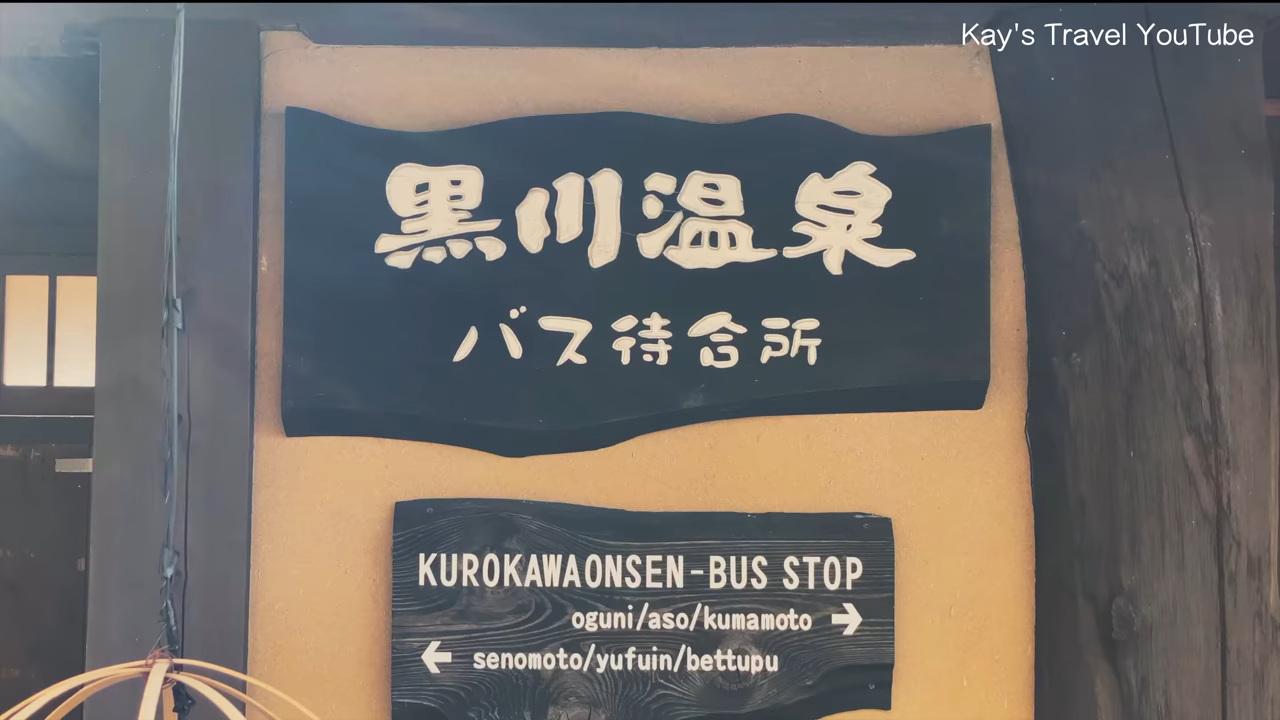 Kay's Travel YouTube
黒川温泉
バス待合所
KUROKAWAONSEN-BUS STOP
oguni/aso/kumamoto →
← senomoto/yufuin/bettupu